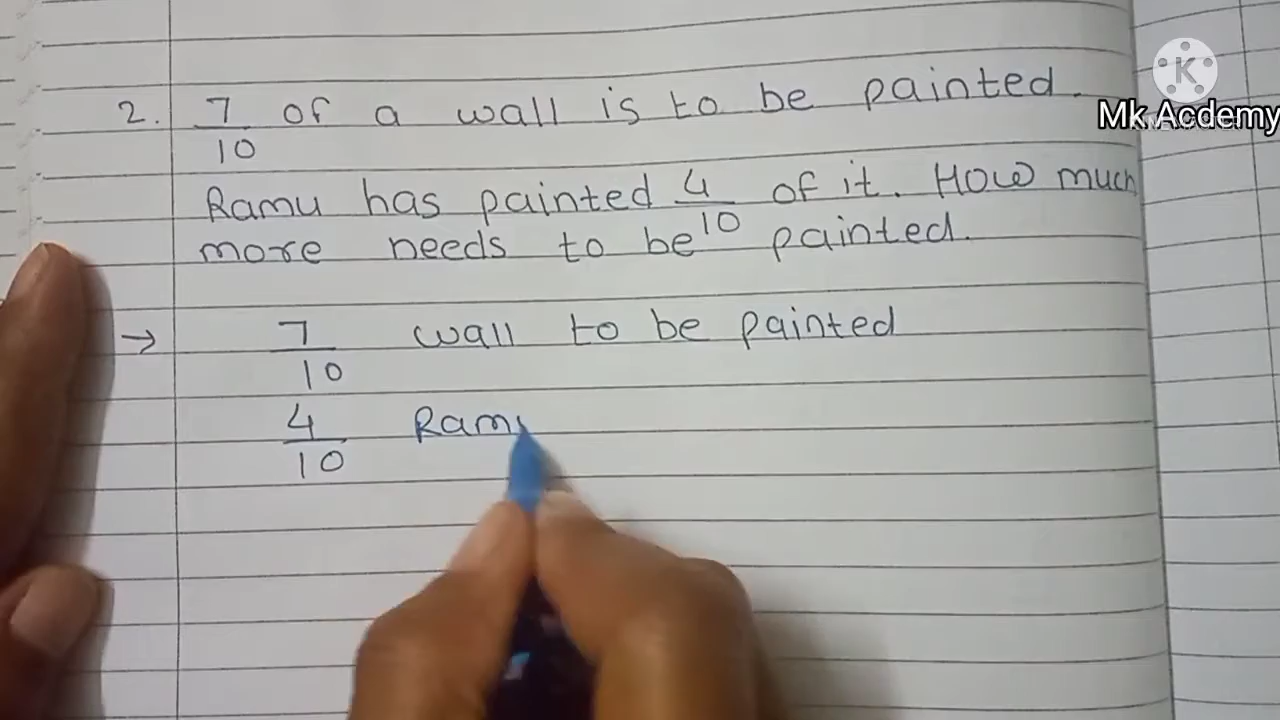 2. 7/10 of a wall is to be painted.
Ramu has painted 4/10 of it. How much
more needs to be painted.
→ 7/10 wall to be painted
4/10 Ramu
K
Mk Acdemy